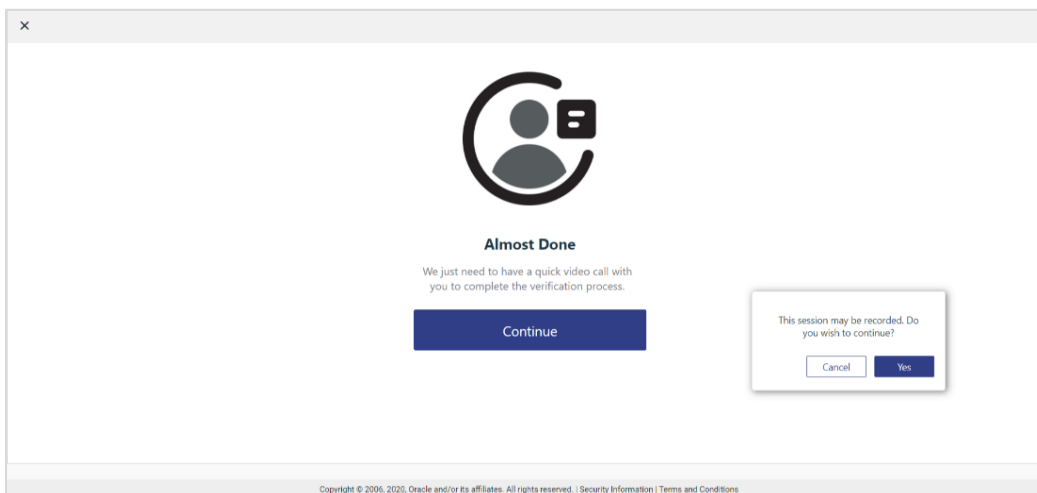 ×
Almost Done
We just need to have a quick video call with
you to complete the verification process.
Continue
This session may be recorded. Do
you wish to continue?
Cancel
Yes
Copyright © 2006, 2020, Oracle and/or its affiliates. All rights reserved. | Security Information | Terms and Conditions